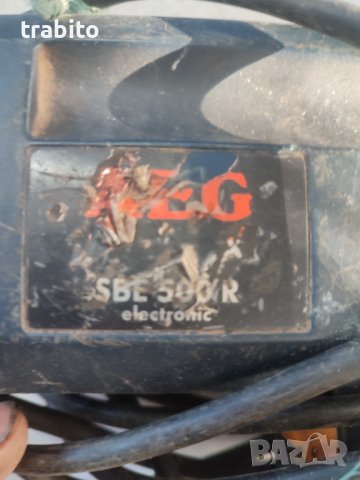 trabito
AEG
SBE 500 R
electronic
BAZAR